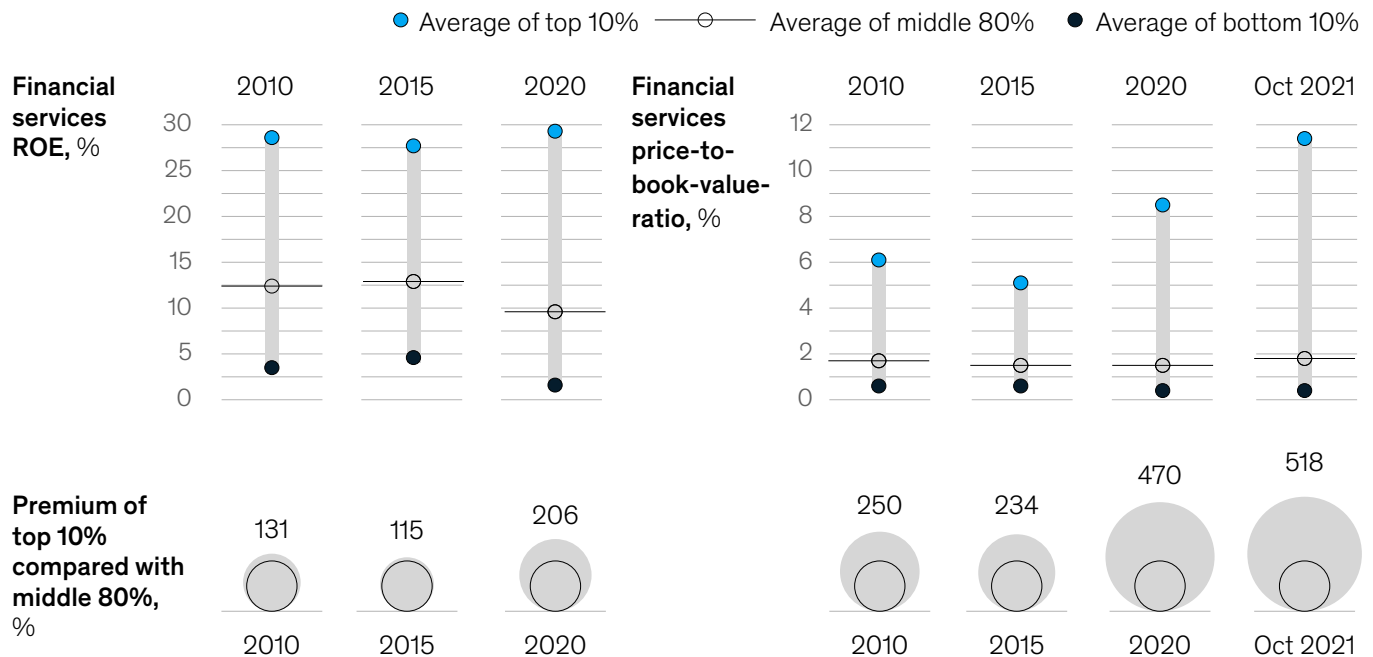 Average of top 10% Average of middle 80% Average of bottom 10%
Financial
services
ROE, %
2010 2015 2020
30
25
20
15
10
5
0
Financial
services
price-to-
book-value-
ratio, %
2010 2015 2020 Oct 2021
12
10
8
6
4
2
0
Premium of
top 10%
compared with
middle 80%,
%
131 115 206
2010 2015 2020
250 234 470 518
2010 2015 2020 Oct 2021